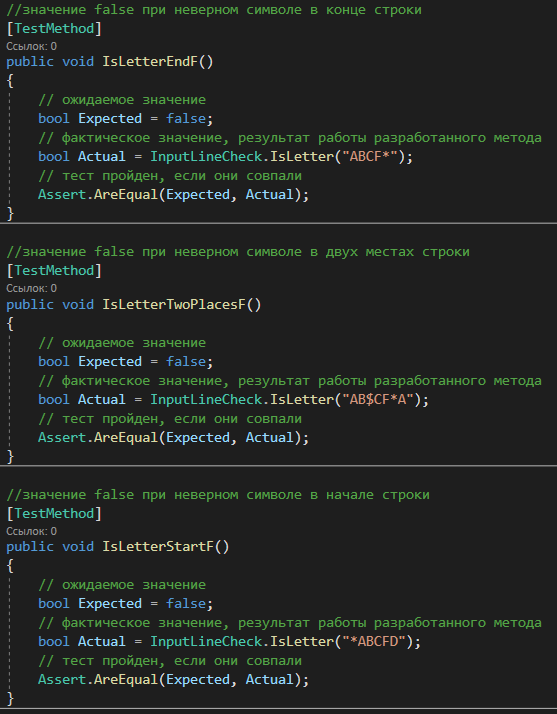 //значение false при неверном символе в конце строки
[TestMethod]
Ссылок: 0
public void IsLetterEndF()
{
// ожидаемое значение
bool Expected = false;
// фактическое значение, результат работы разработанного метода
bool Actual = InputLineCheck.IsLetter("ABCF*");
// тест пройден, если они совпали
Assert.AreEqual(Expected, Actual);
}
//значение false при неверном символе в двух местах строки
[TestMethod]
Ссылок: 0
public void IsLetterTwoPlacesF()
{
// ожидаемое значение
bool Expected = false;
// фактическое значение, результат работы разработанного метода
bool Actual = InputLineCheck.IsLetter("AB$CF*A");
// тест пройден, если они совпали
Assert.AreEqual(Expected, Actual);
}
//значение false при неверном символе в начале строки
[TestMethod]
Ссылок: 0
public void IsLetterStartF()
{
// ожидаемое значение
bool Expected = false;
// фактическое значение, результат работы разработанного метода
bool Actual = InputLineCheck.IsLetter("*ABCFD");
// тест пройден, если они совпали
Assert.AreEqual(Expected, Actual);
}